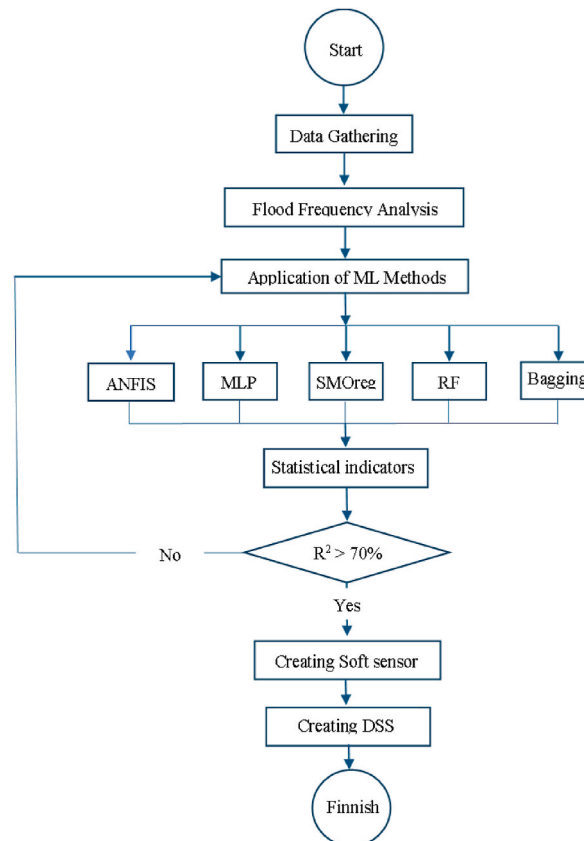 Start
Data Gathering
Flood Frequency Analysis
Application of ML Methods
ANFIS
MLP
SMOreg
RF
Bagging
Statistical indicators
R² > 70%
No
Yes
Creating Soft sensor
Creating DSS
Finnish